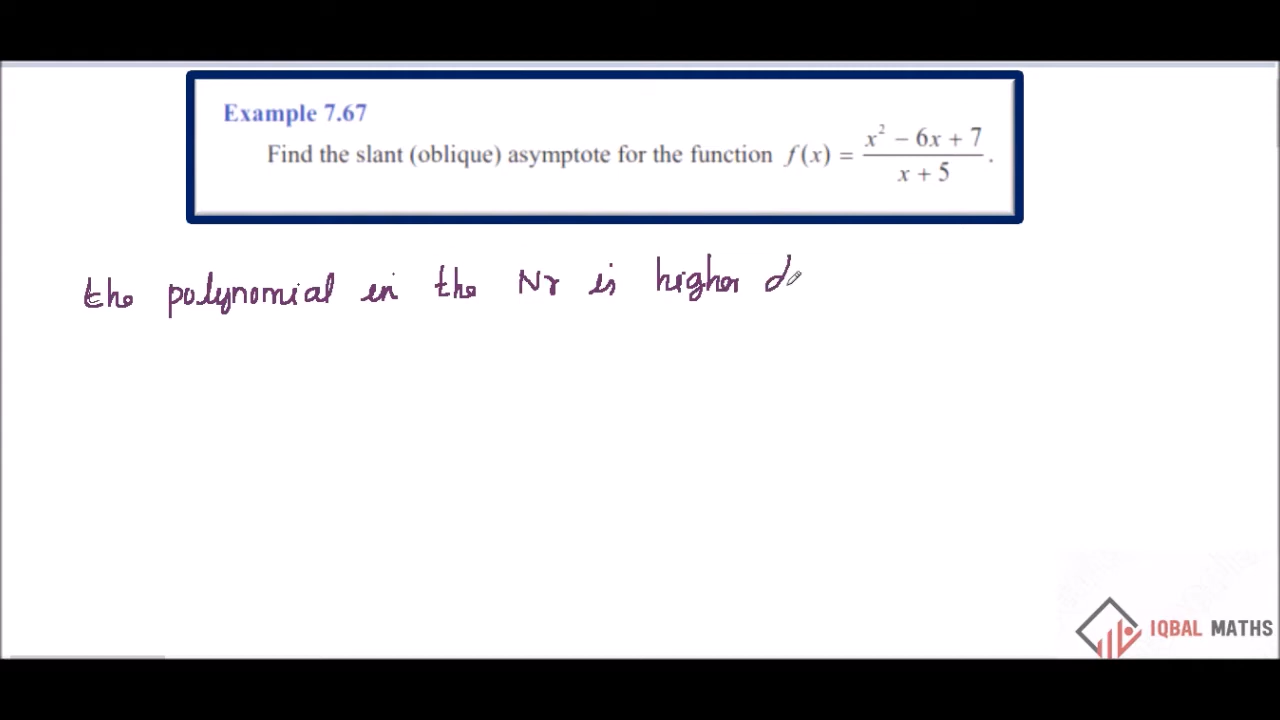 Example 7.67
Find the slant (oblique) asymptote for the function f(x) = (x² − 6x + 7)/(x + 5).
the polynomial in the Nr is higher d
IQBAL MATHS